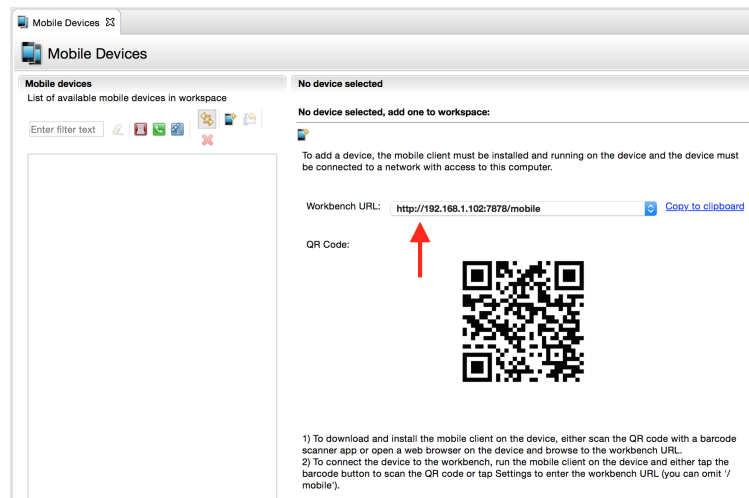 Mobile Devices
Mobile Devices
Mobile devices
List of available mobile devices in workspace
Enter filter text
No device selected
No device selected, add one to workspace:
To add a device, the mobile client must be installed and running on the device and the device must
be connected to a network with access to this computer.
Workbench URL: http://192.168.1.102:7878/mobile Copy to clipboard
QR Code:
1) To download and install the mobile client on the device, either scan the QR code with a barcode
scanner app or open a web browser on the device and browse to the workbench URL.
2) To connect the device to the workbench, run the mobile client on the device and either tap the
barcode button to scan the QR code or tap Settings to enter the workbench URL (you can omit '/
mobile').